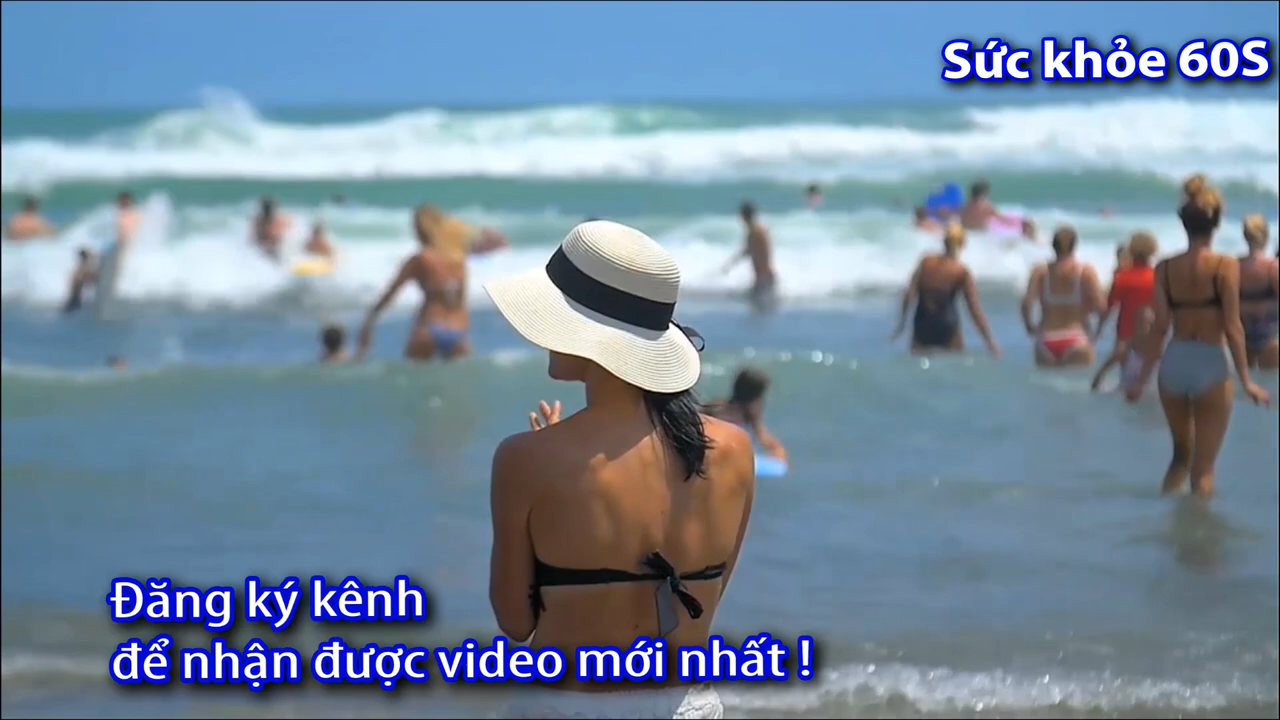 Sức khỏe 60S
Đăng ký kênh
để nhận được video mới nhất !